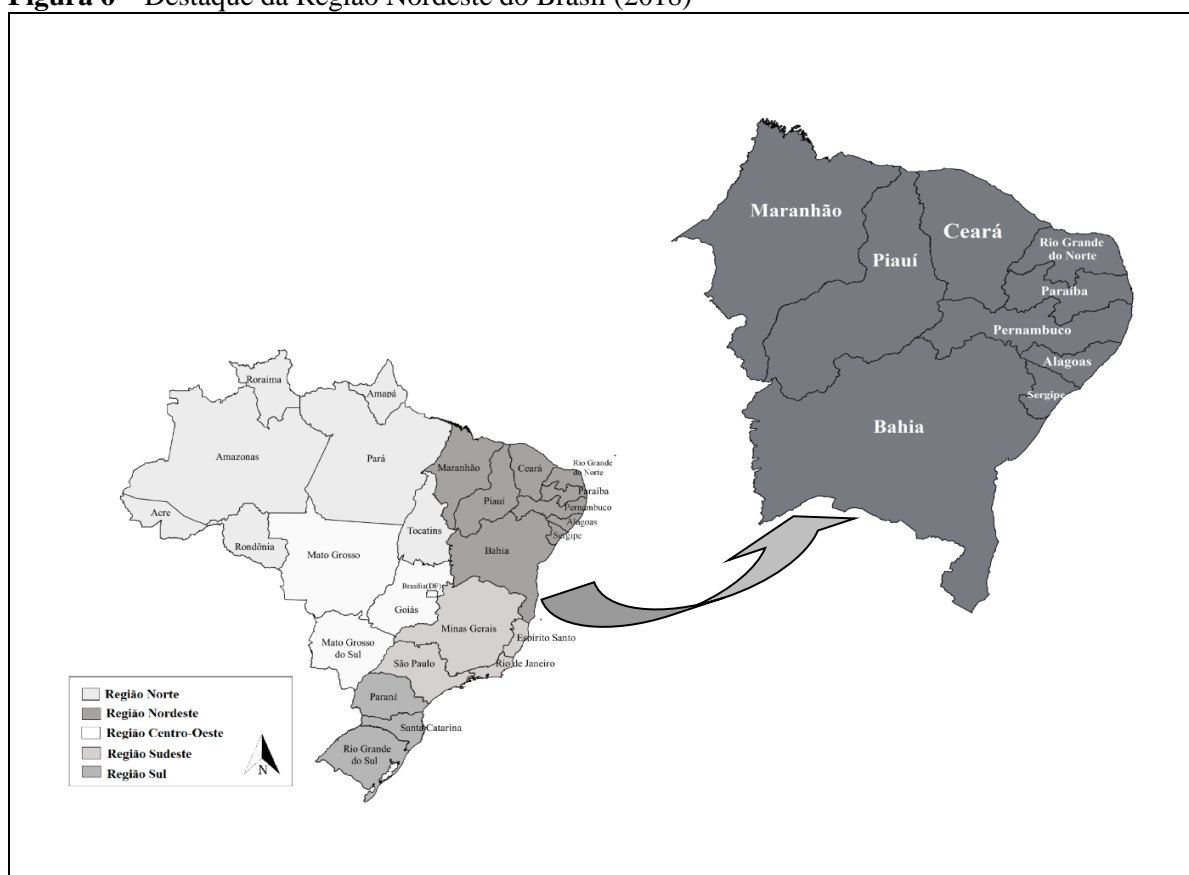 Figura 6 – Destaque da Região Nordeste do Brasil (2018)
Maranhão
Ceará
Rio Grande
do Norte
Piauí
Paraíba
Pernambuco
Alagoas
Sergipe
Bahia
Roraima
Amapá
Amazonas
Pará
Maranhão
Ceará
Rio Grande
do Norte
Piauí
Paraíba
Pernambuco
Alagoas
Sergipe
Acre
Rondônia
Tocatins
Bahia
Mato Grosso
Brasília(DF)
Goiás
Minas Gerais
Espírito Santo
Mato Grosso
do Sul
São Paulo
Rio de Janeiro
Paraná
Santa Catarina
Rio Grande
do Sul
Região Norte
Região Nordeste
Região Centro-Oeste
Região Sudeste
Região Sul
N